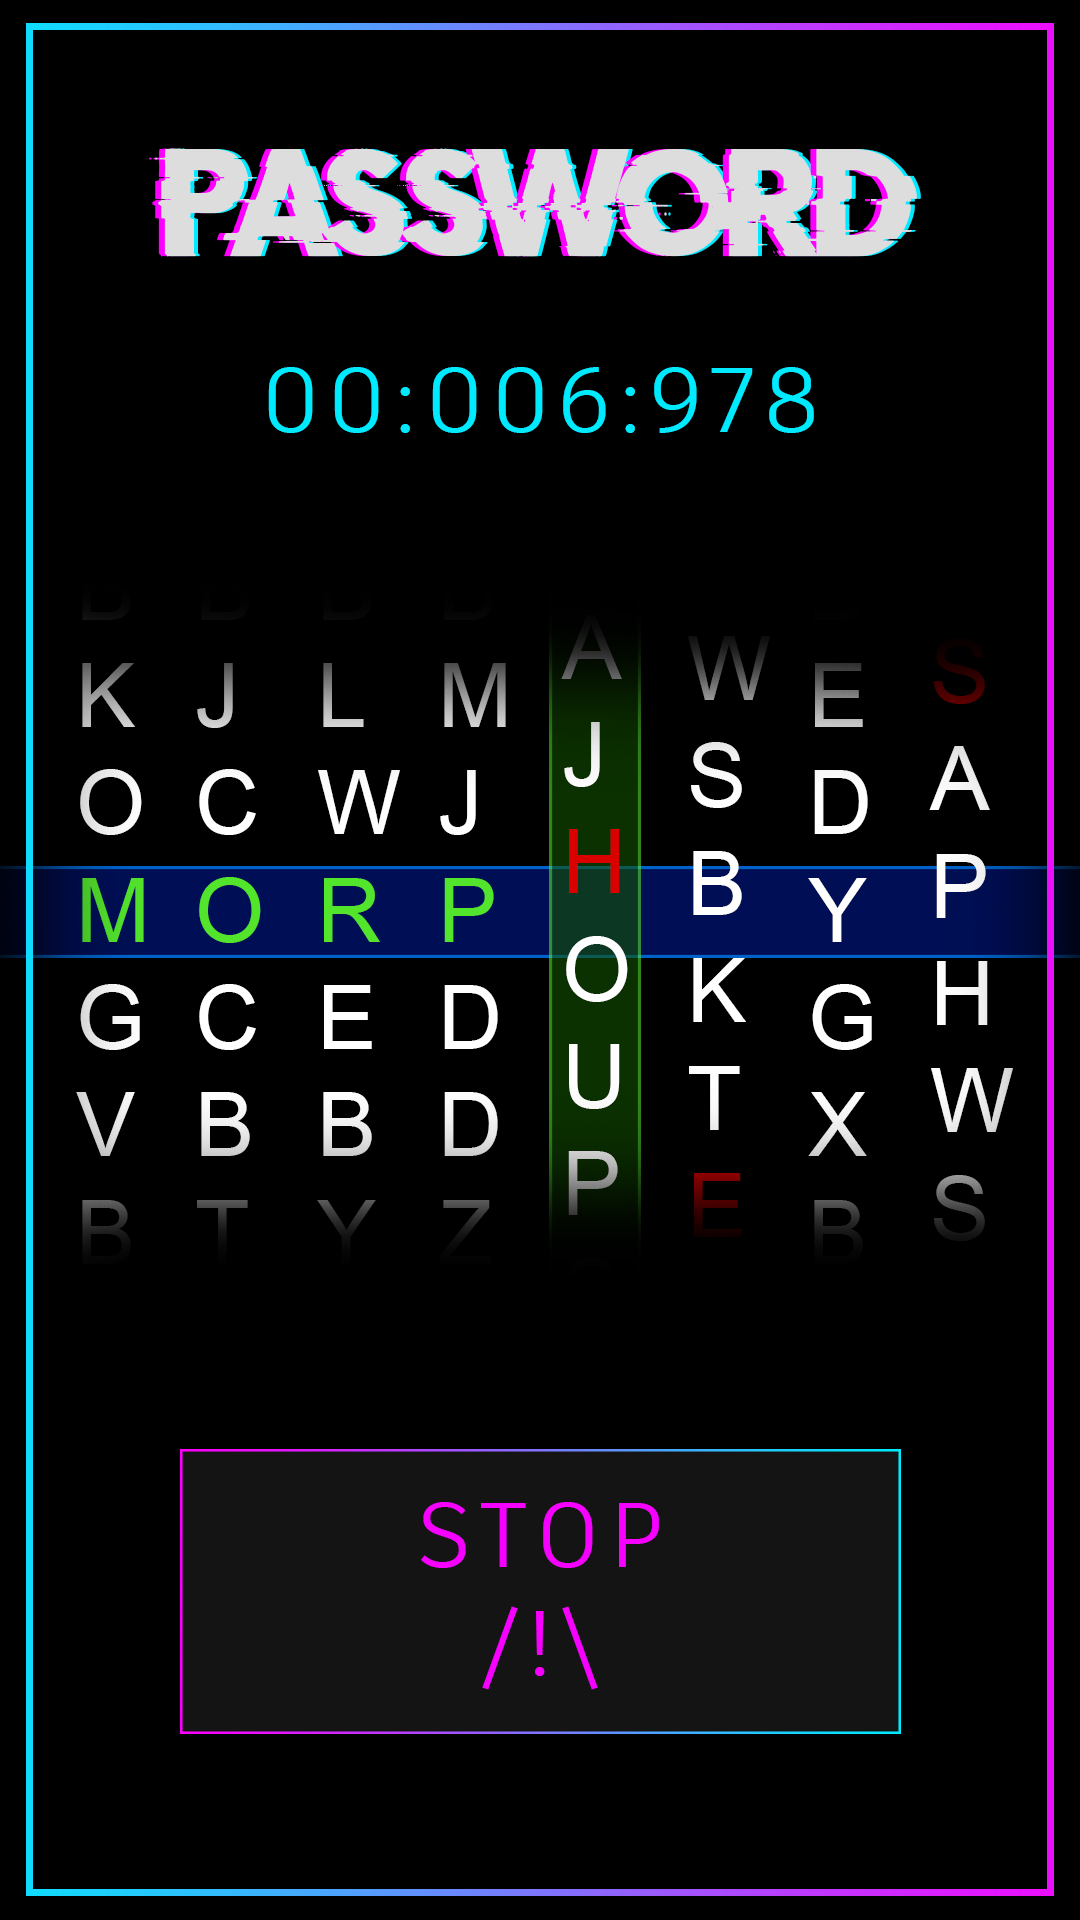 PASSWORD
00:006:978
B B B B
A
K J L M W E S
J
O C W J S D A
H
M O R P B Y P
O
G C E D K G H
U
V B B D T X W
P
B T Y Z E B S
STOP
/!\